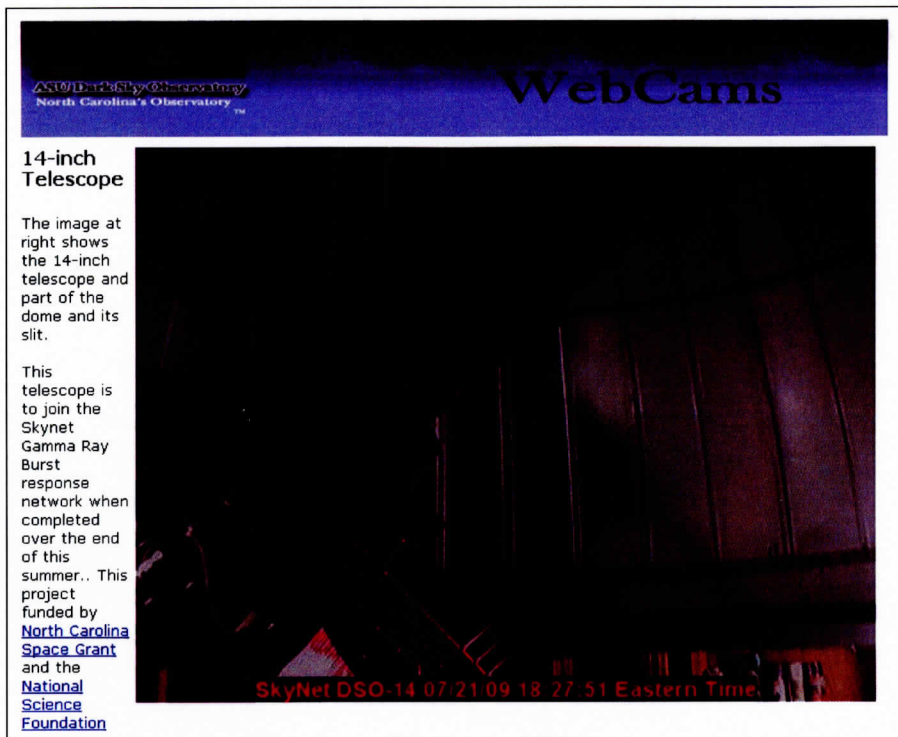 ASU Dark Sky Observatory
North Carolina's Observatory
TM
WebCams
14-inch
Telescope
The image at
right shows
the 14-inch
telescope and
part of the
dome and its
slit.
This
telescope is
to join the
Skynet
Gamma Ray
Burst
response
network when
completed
over the end
of this
summer.. This
project
funded by
North Carolina
Space Grant
and the
National
Science
Foundation
SkyNet DSO-14 07/21/09 18:27:51 Eastern Time